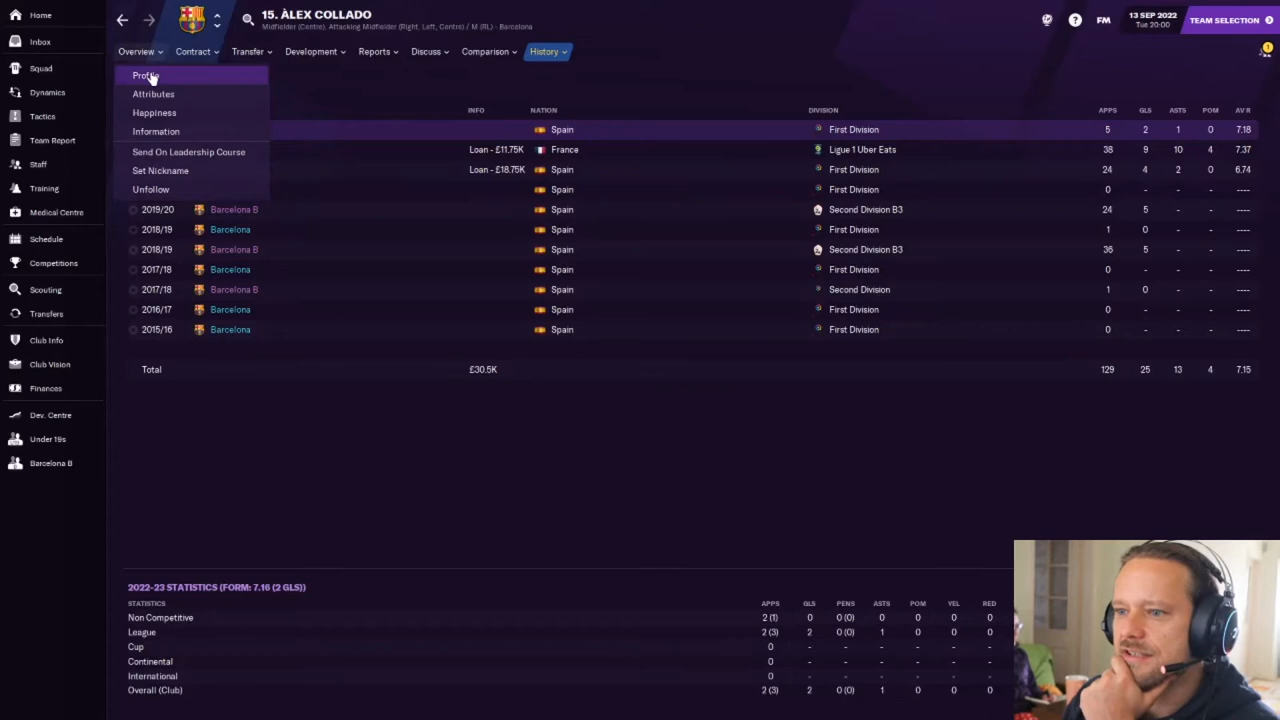 Home
15. ÀLEX COLLADO
Midfielder (Centre), Attacking Midfielder (Right, Left, Centre) / M (RL) - Barcelona
FM
13 SEP 2022
Tue 20:00
TEAM SELECTION
1
Inbox
Overview Contract Transfer Development Reports Discuss Comparison History
Squad
Dynamics
Tactics
Team Report
Staff
Training
Medical Centre
Schedule
Competitions
Scouting
Transfers
Club Info
Club Vision
Finances
Dev. Centre
Under 19s
Barcelona B
Profile
Attributes
Happiness
Information
Send On Leadership Course
Set Nickname
Unfollow
INFO NATION DIVISION APPS GLS ASTS POM AV R
Spain First Division 5 2 1 0 7.18
Loan - £11.75K France Ligue 1 Uber Eats 38 9 10 4 7.37
Loan - £18.75K Spain First Division 24 4 2 0 6.74
Spain First Division 0 - - - ----
2019/20 Barcelona B Spain Second Division B3 24 5 - - ----
2018/19 Barcelona Spain First Division 1 0 - - ----
2018/19 Barcelona B Spain Second Division B3 36 5 - - ----
2017/18 Barcelona Spain First Division 0 - - - ----
2017/18 Barcelona B Spain Second Division 1 0 - - ----
2016/17 Barcelona Spain First Division 0 - - - ----
2015/16 Barcelona Spain First Division 0 - - - ----
Total £30.5K 129 25 13 4 7.15
2022-23 STATISTICS (FORM: 7.16 (2 GLS))
STATISTICS APPS GLS PENS ASTS POM YEL RED
Non Competitive 2 (1) 0 0 (0) 0 0 0 0
League 2 (3) 2 0 (0) 1 0 0 0
Cup 0 - - - - - -
Continental 0 - - - - - -
International 0 - - - - - -
Overall (Club) 2 (3) 2 0 (0) 1 0 0 0